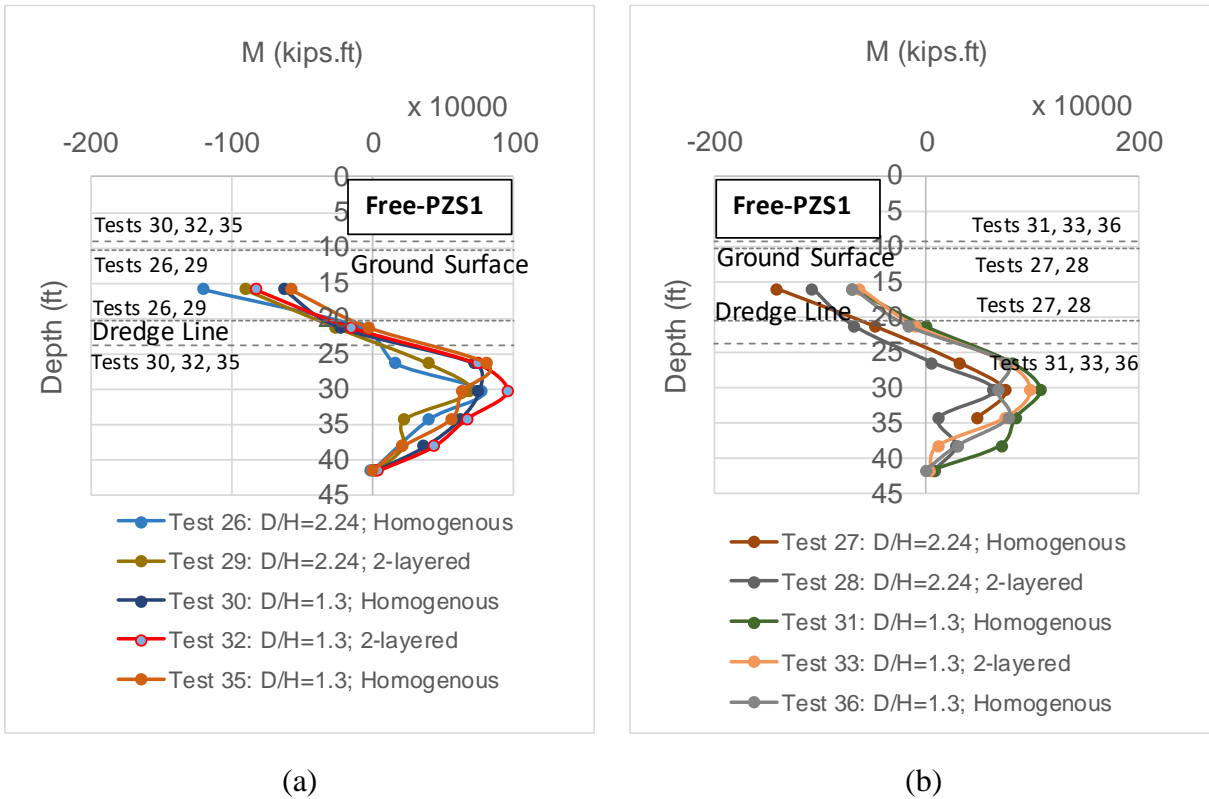 M (kips.ft)
x 10000
-200 -100 0 100
0
5
10
15
20
25
30
35
40
45
Depth (ft)
Free-PZS1
Tests 30, 32, 35
Ground Surface
Tests 26, 29
Tests 26, 29
Dredge Line
Tests 30, 32, 35
Test 26: D/H=2.24; Homogenous
Test 29: D/H=2.24; 2-layered
Test 30: D/H=1.3; Homogenous
Test 32: D/H=1.3; 2-layered
Test 35: D/H=1.3; Homogenous
(a)
M (kips.ft)
x 10000
-200 0 200
0
5
10
15
20
25
30
35
40
45
Depth (ft)
Free-PZS1
Tests 31, 33, 36
Ground Surface
Tests 27, 28
Dredge Line
Tests 27, 28
Tests 31, 33, 36
Test 27: D/H=2.24; Homogenous
Test 28: D/H=2.24; 2-layered
Test 31: D/H=1.3; Homogenous
Test 33: D/H=1.3; 2-layered
Test 36: D/H=1.3; Homogenous
(b)